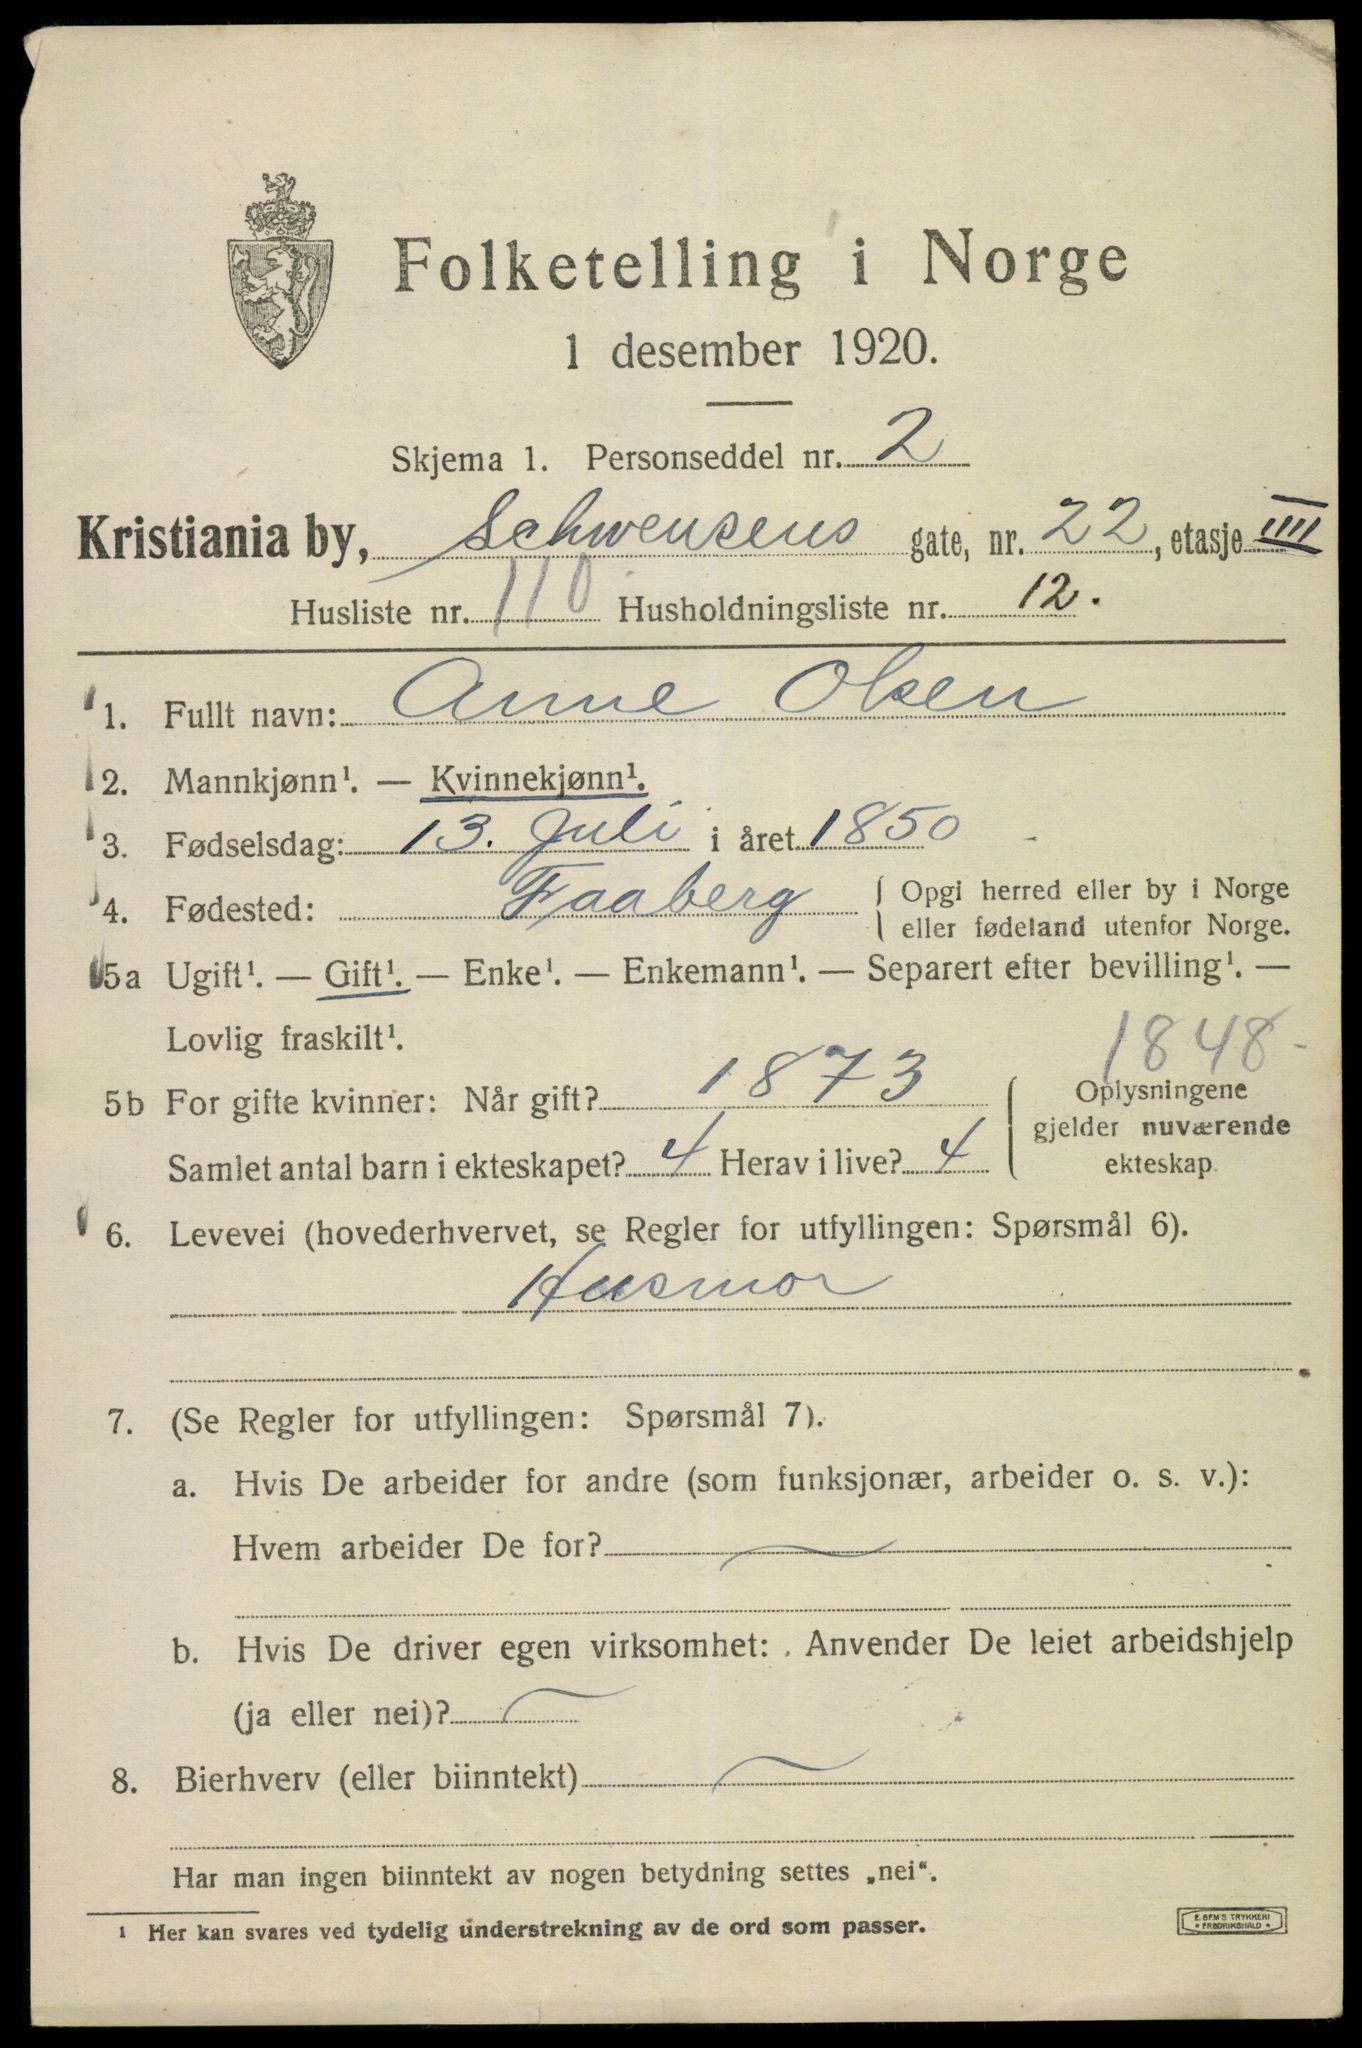 Folketelling i Norge
1 desember 1920.
Skjema 1. Personseddel nr. 2
Kristiania by, Schwensens gate, nr. 22, etasje IIII
Husliste nr. 110 Husholdningsliste nr. 12.
1. Fullt navn: Anne Olsen
2. Mannkjønn¹. — Kvinnekjønn¹.
3. Fødselsdag: 13. Juli i året 1850
4. Fødested: Faaberg { Opgi herred eller by i Norge
eller fødeland utenfor Norge.
5a Ugift¹. — Gift¹. — Enke¹. — Enkemann¹. — Separert efter bevilling¹. —
Lovlig fraskilt¹.
1848-
5b For gifte kvinner: Når gift? 1873
Samlet antal barn i ekteskapet? 4 Herav i live? 4
Oplysningene
gjelder nuværende
ekteskap.
6. Levevei (hovederhvervet, se Regler for utfyllingen: Spørsmål 6).
Husmor
7. (Se Regler for utfyllingen: Spørsmål 7).
a. Hvis De arbeider for andre (som funksjonær, arbeider o. s. v.):
Hvem arbeider De for? —
b. Hvis De driver egen virksomhet: . Anvender De leiet arbeidshjelp
(ja eller nei)? —
8. Bierhverv (eller biinntekt) —
Har man ingen biinntekt av nogen betydning settes „nei“.
¹ Her kan svares ved tydelig understrekning av de ord som passer.
E. SEM'S TRYKKERI
* FREDRIKSHALD *